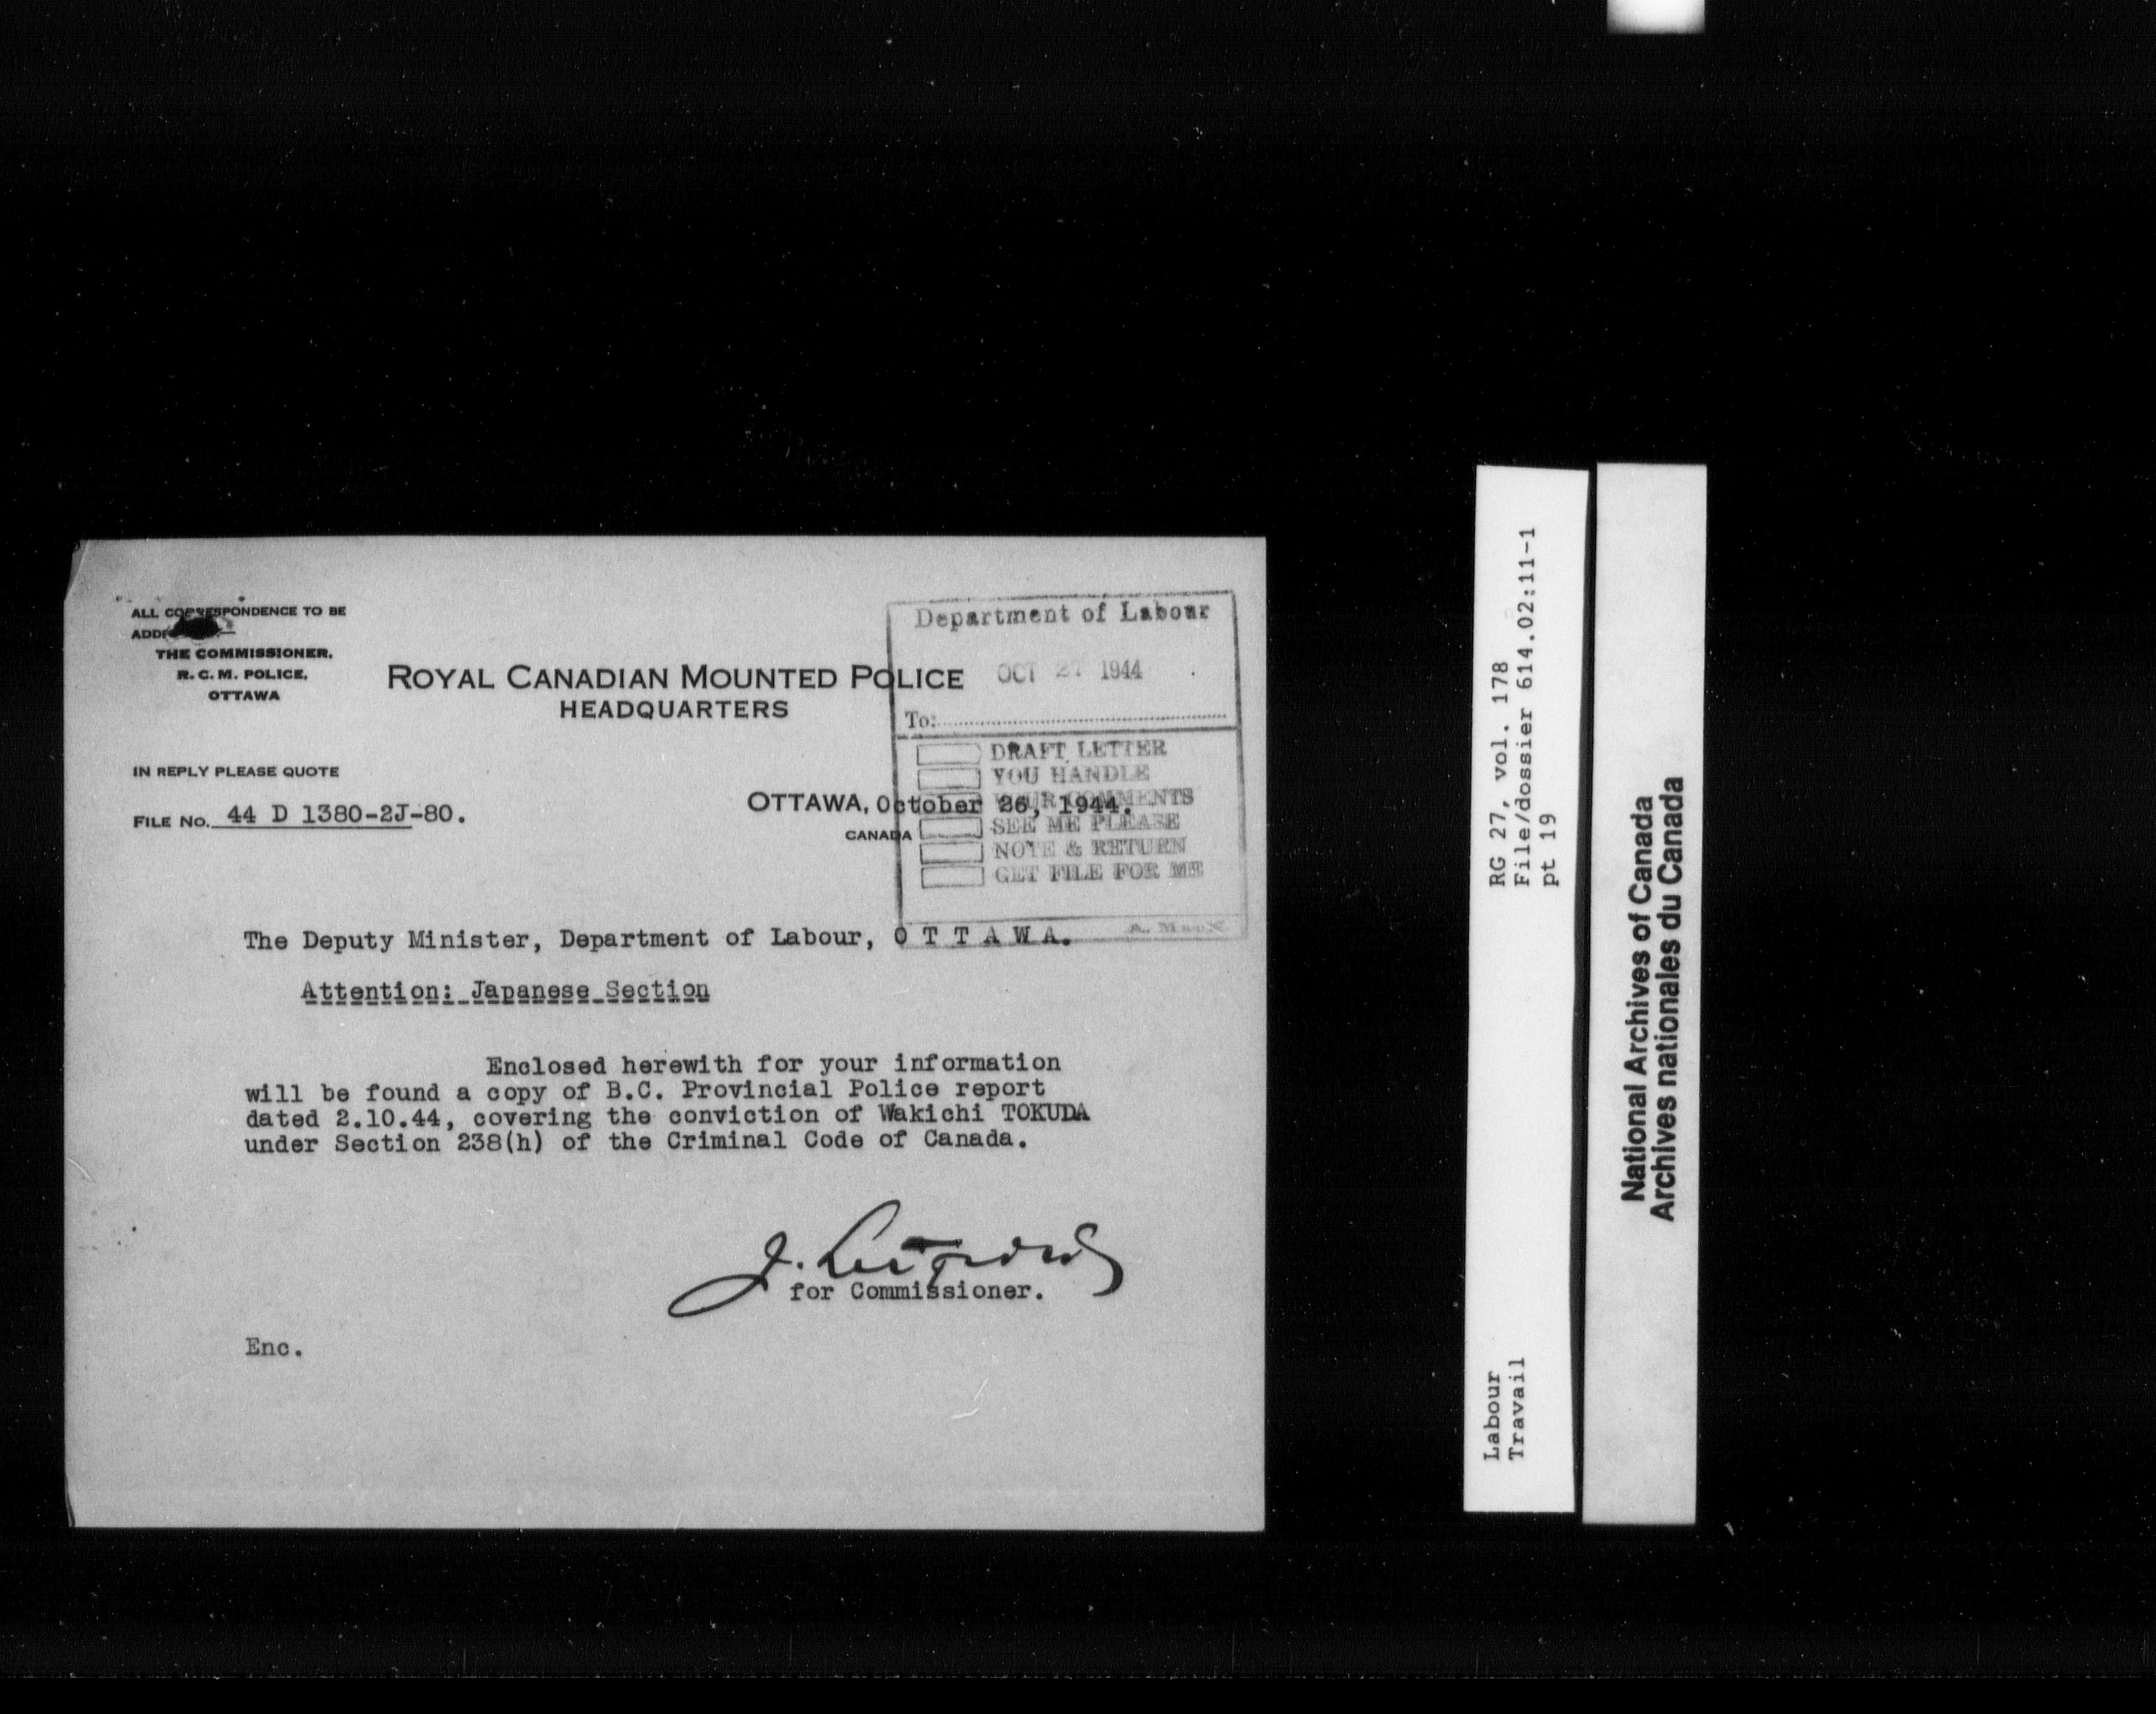 ALL CORRESPONDENCE TO BE
THE COMMISSIONER,
R. C. M. POLICE,
OTTAWA
ROYAL CANADIAN MOUNTED POLICE
HEADQUARTERS
Department of Labour
OCT 27 1944
To:
DRAFT LETTER
YOU HANDLE
YOUR COMMENTS
SEE ME PLEASE
NOTE & RETURN
GET FILE FOR ME
IN REPLY PLEASE QUOTE
FILE No. 44 D 1380-2J-80.
OTTAWA, October 26, 1944.
CANADA
The Deputy Minister, Department of Labour, O T T A W A.
Attention: Japanese Section
Enclosed herewith for your information
will be found a copy of B.C. Provincial Police report
dated 2.10.44, covering the conviction of Wakichi TOKUDA
under Section 238(h) of the Criminal Code of Canada.
J.
for Commissioner.
Enc.
Labour
Travail
RG 27, vol. 178
File/dossier 614.02:11-1
pt 19
National Archives of Canada
Archives nationales du Canada